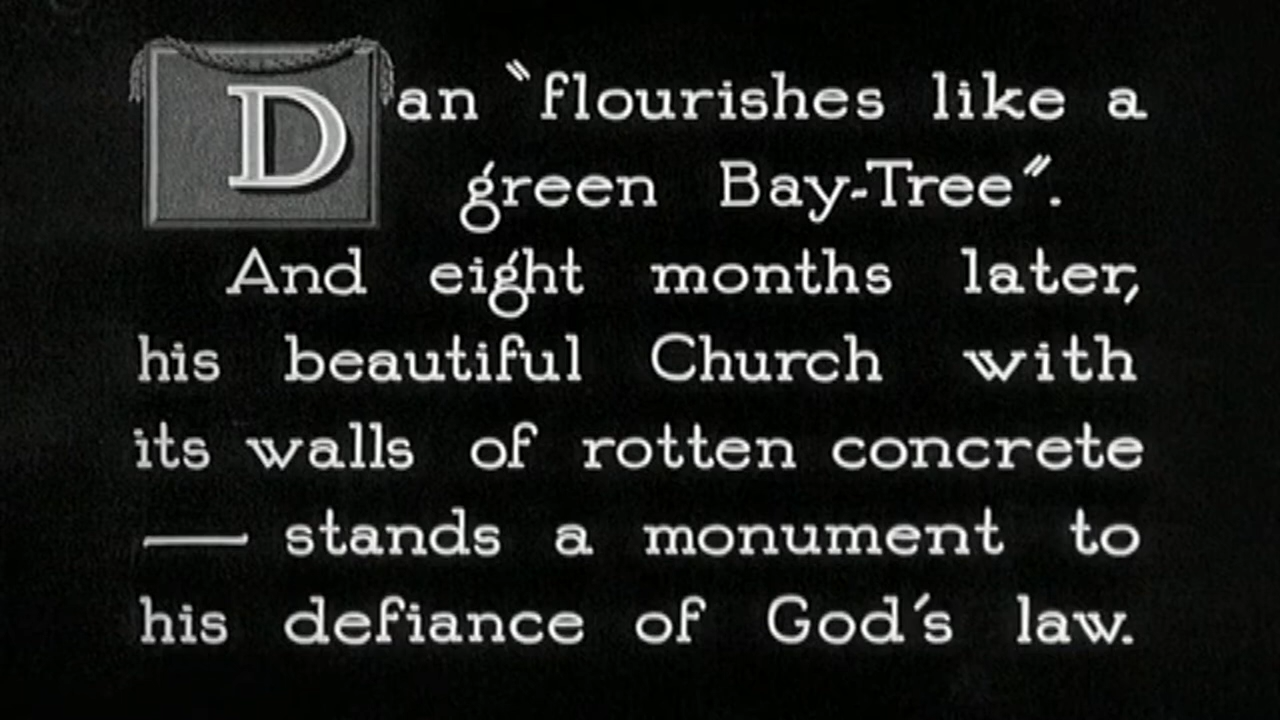 Dan "flourishes like a
green Bay-Tree".
And eight months later,
his beautiful Church with
its walls of rotten concrete
— stands a monument to
his defiance of God's law.